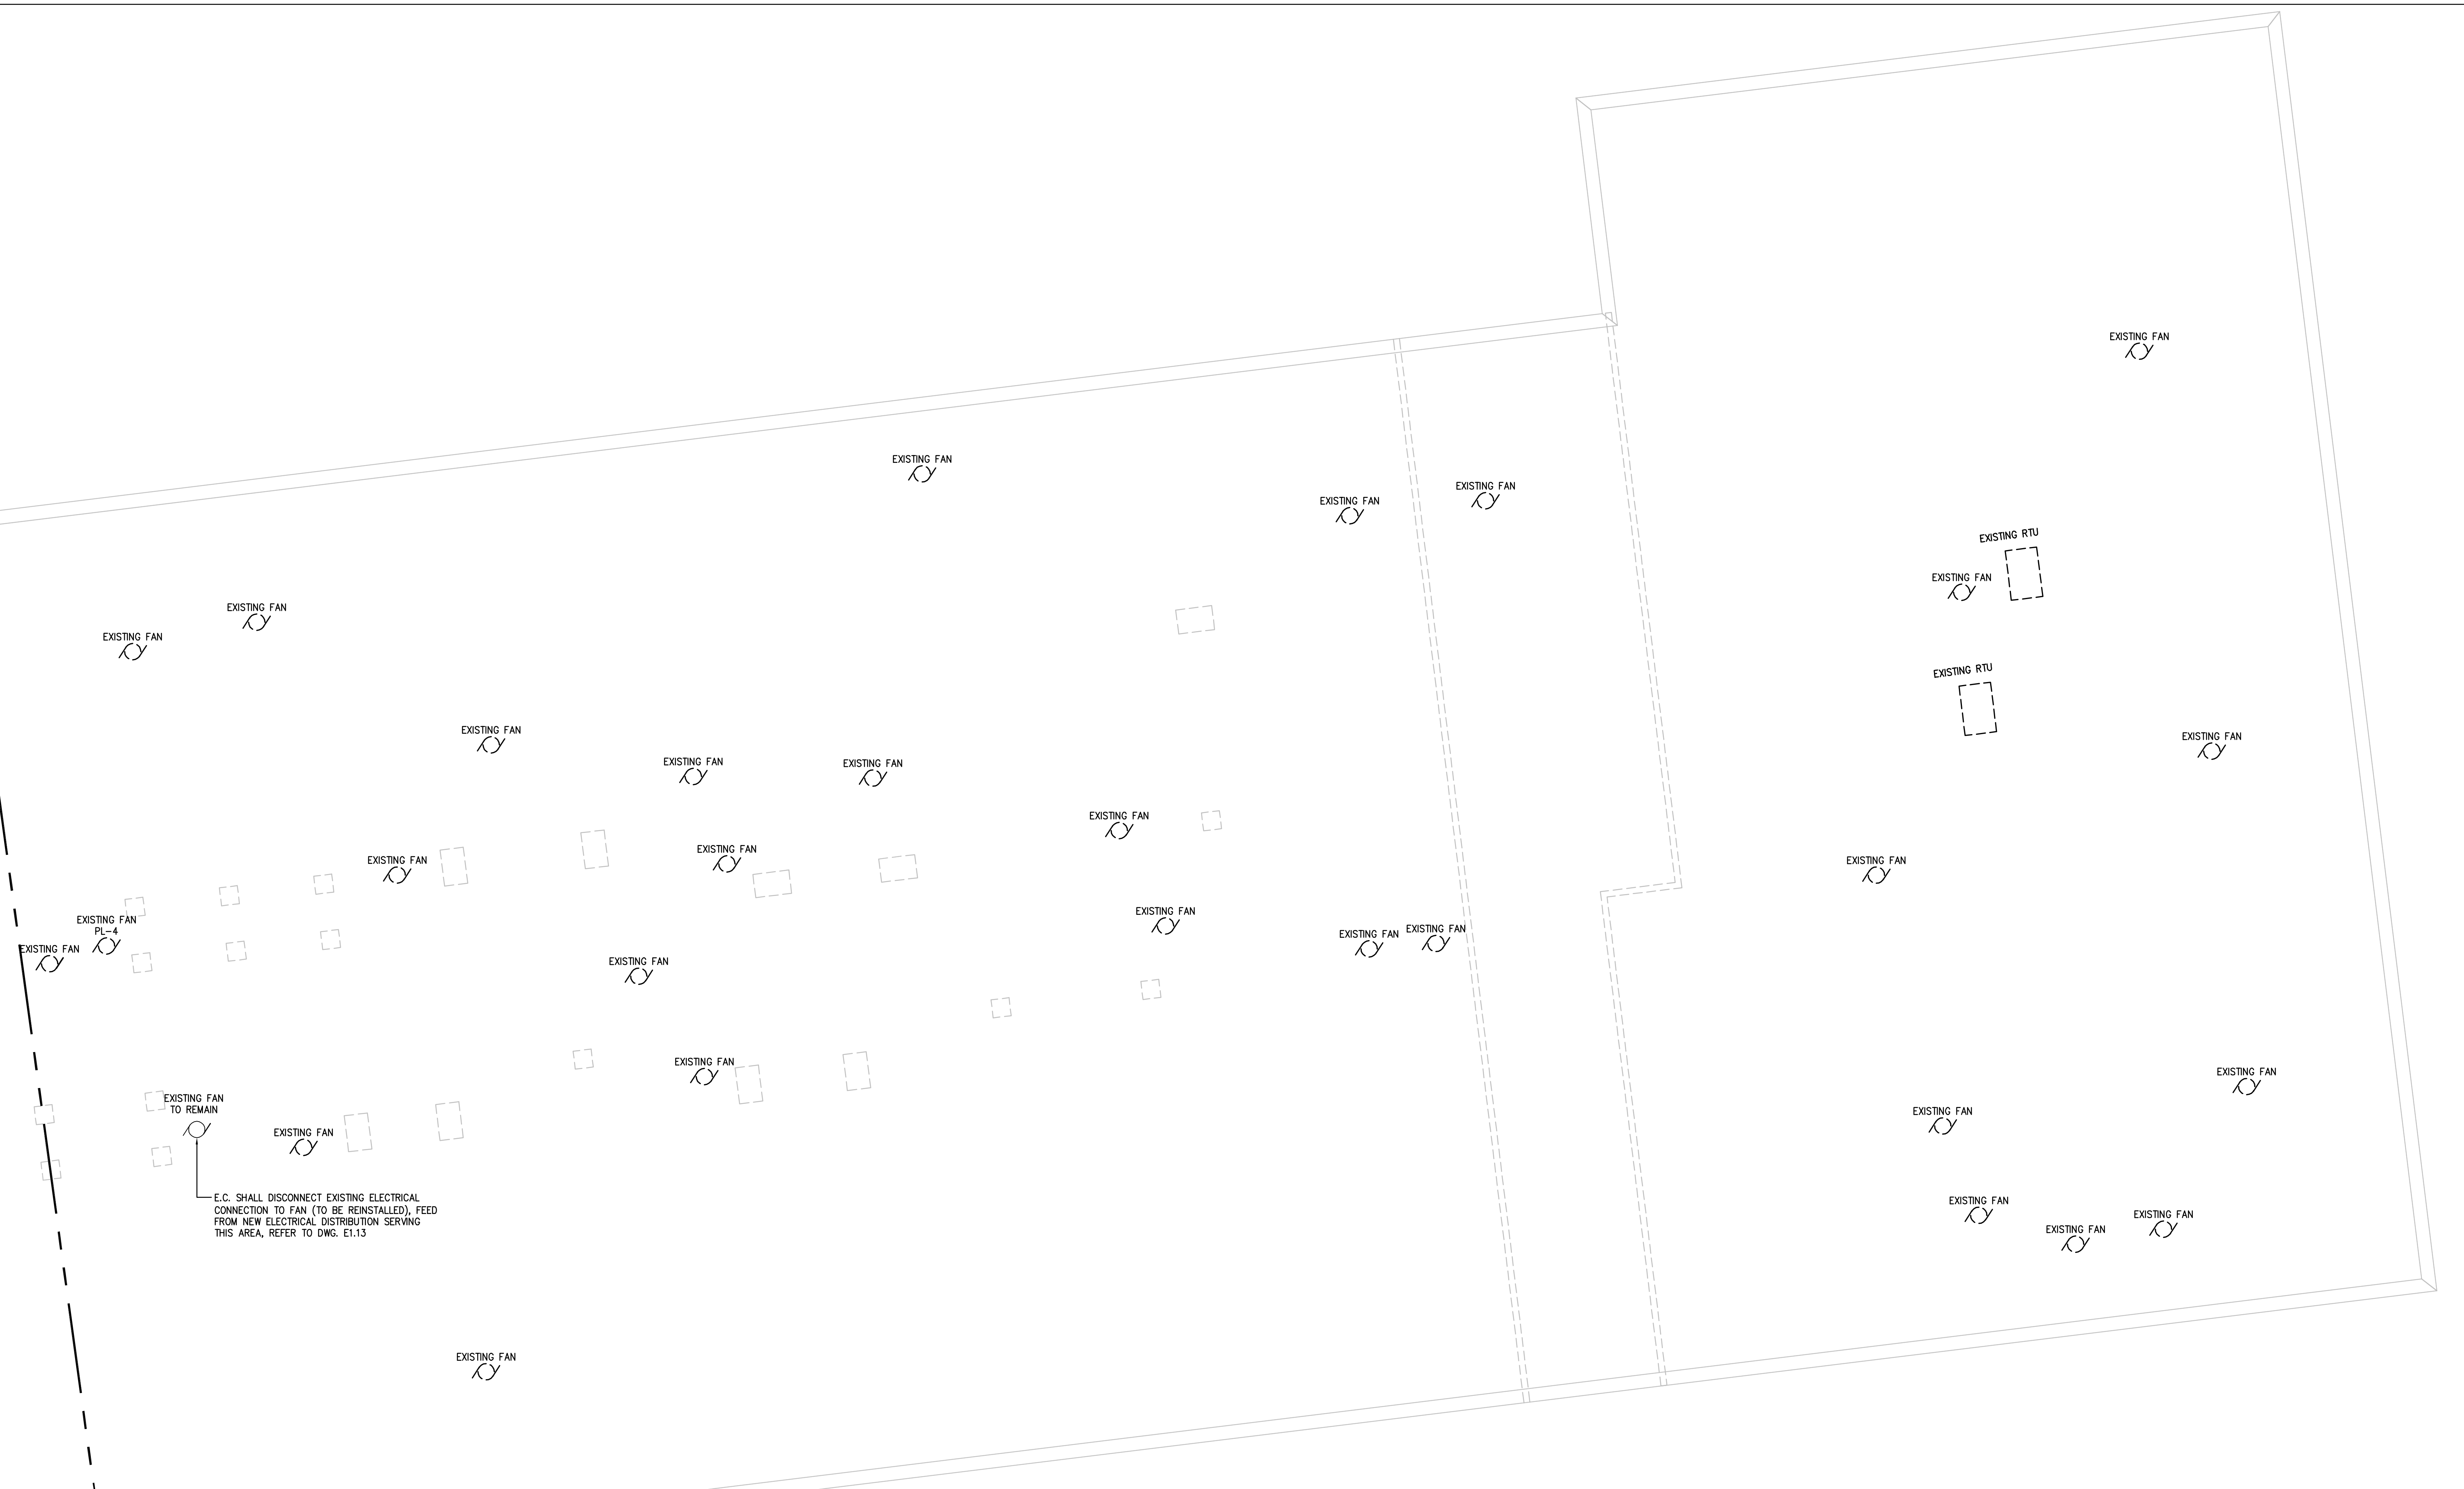 EXISTING FAN
EXISTING FAN
EXISTING FAN
EXISTING FAN
EXISTING RTU
EXISTING FAN
EXISTING FAN
EXISTING FAN
EXISTING RTU
EXISTING FAN
EXISTING FAN
EXISTING FAN
EXISTING FAN
EXISTING FAN
EXISTING FAN
EXISTING FAN
EXISTING FAN
EXISTING FAN
EXISTING FAN
EXISTING FAN
PL-4
EXISTING FAN
EXISTING FAN
EXISTING FAN
EXISTING FAN
EXISTING FAN
EXISTING FAN
EXISTING FAN
TO REMAIN
EXISTING FAN
EXISTING FAN
EXISTING FAN
E.C. SHALL DISCONNECT EXISTING ELECTRICAL
CONNECTION TO FAN (TO BE REINSTALLED), FEED
FROM NEW ELECTRICAL DISTRIBUTION SERVING
THIS AREA, REFER TO DWG. E1.13
EXISTING FAN
EXISTING FAN
EXISTING FAN
EXISTING FAN